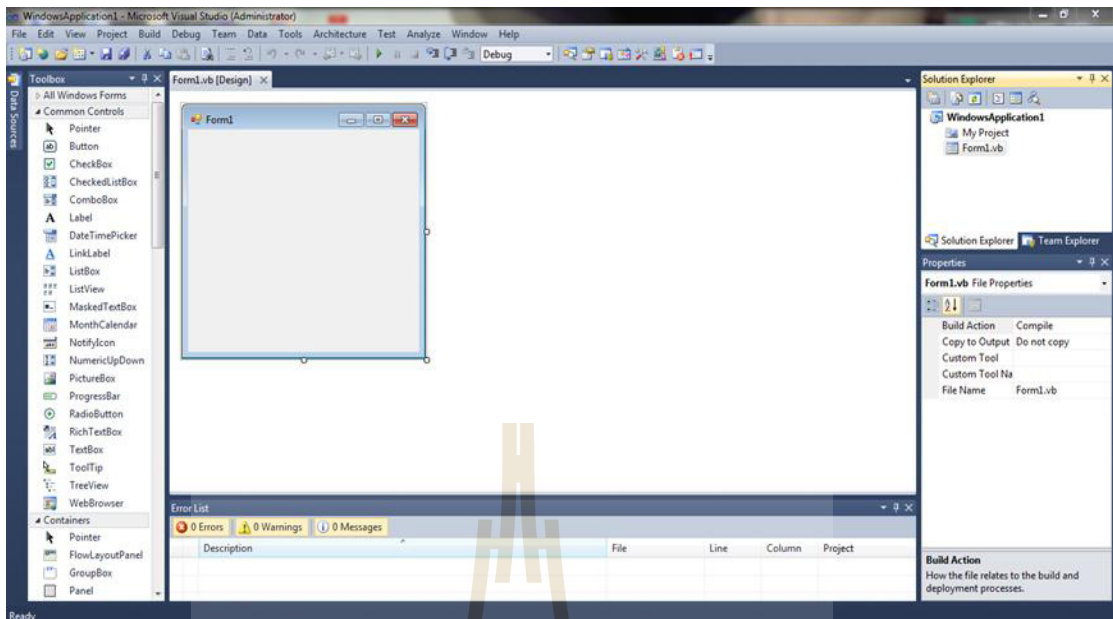 WindowsApplication1 - Microsoft Visual Studio (Administrator)
File Edit View Project Build Debug Team Data Tools Architecture Test Analyze Window Help
Debug
Data Sources
Toolbox
All Windows Forms
Common Controls
Pointer
Button
CheckBox
CheckedListBox
ComboBox
Label
DateTimePicker
LinkLabel
ListBox
ListView
MaskedTextBox
MonthCalendar
NotifyIcon
NumericUpDown
PictureBox
ProgressBar
RadioButton
RichTextBox
TextBox
ToolTip
TreeView
WebBrowser
Containers
Pointer
FlowLayoutPanel
GroupBox
Panel
Form1.vb [Design]
Form1
Error List
0 Errors 0 Warnings 0 Messages
Description File Line Column Project
Solution Explorer
WindowsApplication1
My Project
Form1.vb
Solution Explorer Team Explorer
Properties
Form1.vb File Properties
Build Action Compile
Copy to Output Do not copy
Custom Tool
Custom Tool Na
File Name Form1.vb
Build Action
How the file relates to the build and
deployment processes.
Ready